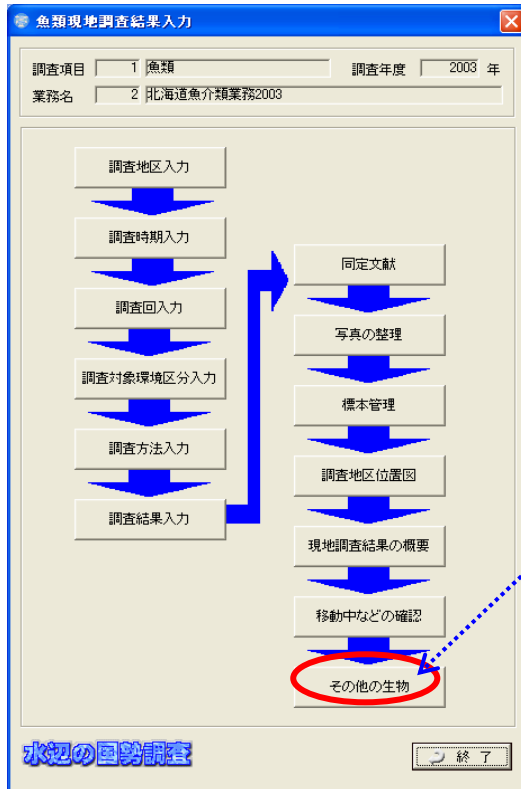 魚類現地調査結果入力
調査項目 1 魚類 調査年度 2003 年
業務名 2 北海道魚介類業務2003
調査地区入力
調査時期入力
調査回入力
調査対象環境区分入力
調査方法入力
調査結果入力
同定文献
写真の整理
標本管理
調査地区位置図
現地調査結果の概要
移動中などの確認
その他の生物
水辺の国勢調査
終 了